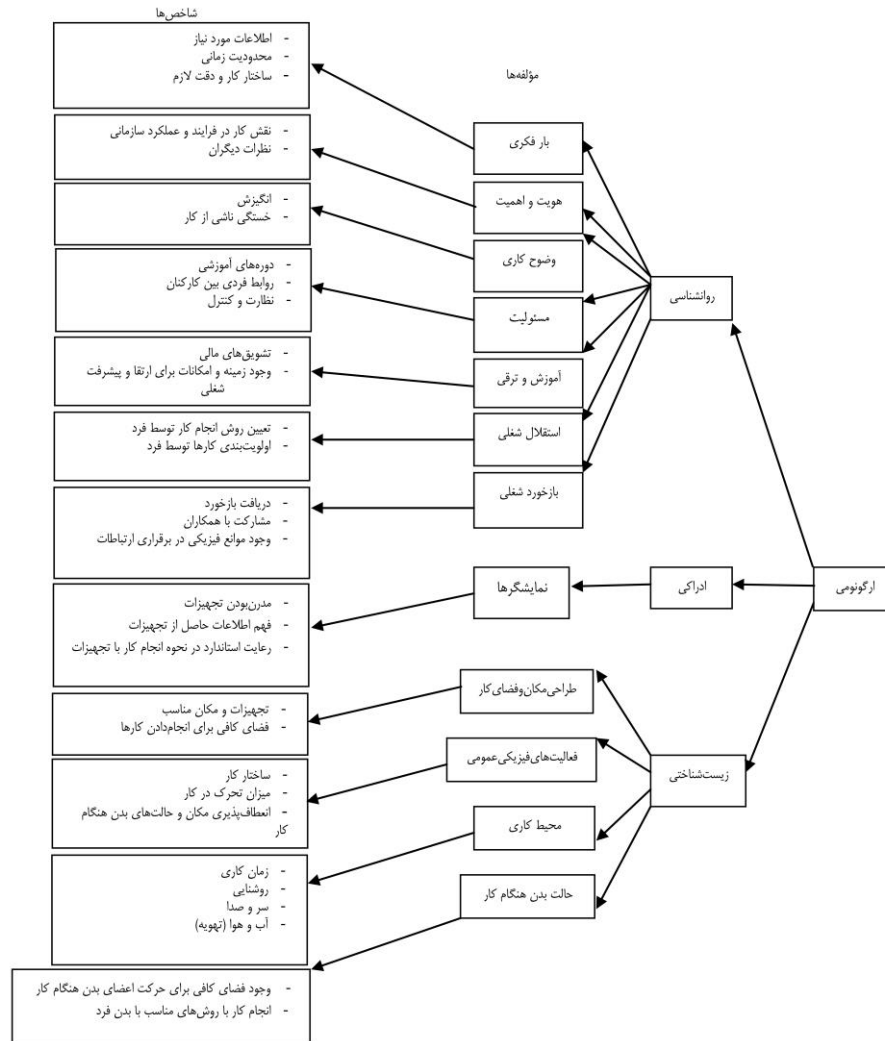 شاخص‌ها
- اطلاعات مورد نیاز
- محدودیت زمانی
- ساختار کار و دقت لازم
- نقش کار در فرایند و عملکرد سازمانی
- نظرات دیگران
- انگیزش
- خستگی ناشی از کار
- دوره‌های آموزشی
- روابط فردی بین کارکنان
- نظارت و کنترل
- تشویق‌های مالی
- وجود زمینه و امکانات برای ارتقا و پیشرفت
شغلی
- تعیین روش انجام کار توسط فرد
- اولویت‌بندی کارها توسط فرد
- دریافت بازخورد
- مشارکت با همکاران
- وجود موانع فیزیکی در برقراری ارتباطات
- مدرن‌بودن تجهیزات
- فهم اطلاعات حاصل از تجهیزات
- رعایت استاندارد در نحوه انجام کار با تجهیزات
- تجهیزات و مکان مناسب
- فضای کافی برای انجام‌دادن کارها
- ساختار کار
- میزان تحرک در کار
- انعطاف‌پذیری مکان و حالت‌های بدن هنگام
کار
- زمان کاری
- روشنایی
- سر و صدا
- آب و هوا (تهویه)
- وجود فضای کافی برای حرکت اعضای بدن هنگام کار
- انجام کار با روش‌های مناسب با بدن فرد
مؤلفه‌ها
بار فکری
هویت و اهمیت
وضوح کاری
مسئولیت
آموزش و ترقی
استقلال شغلی
بازخورد شغلی
نمایشگرها
طراحی‌مکان‌وفضای‌کار
فعالیت‌های‌فیزیکی‌عمومی
محیط کاری
حالت بدن هنگام کار
روانشناسی
ادراکی
زیست‌شناختی
ارگونومی